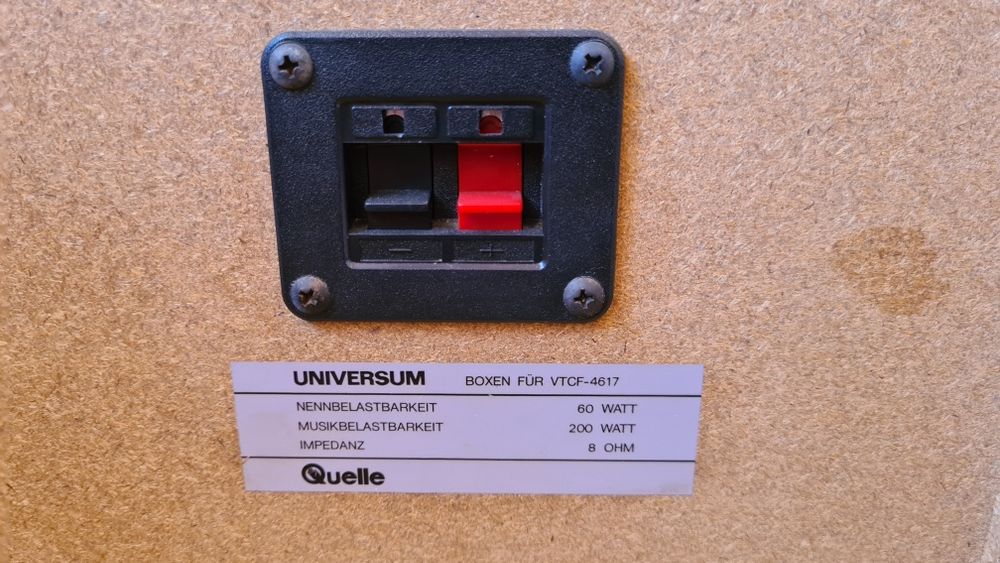 − +
UNIVERSUM BOXEN FÜR VTCF-4617
NENNBELASTBARKEIT 60 WATT
MUSIKBELASTBARKEIT 200 WATT
IMPEDANZ 8 OHM
Quelle